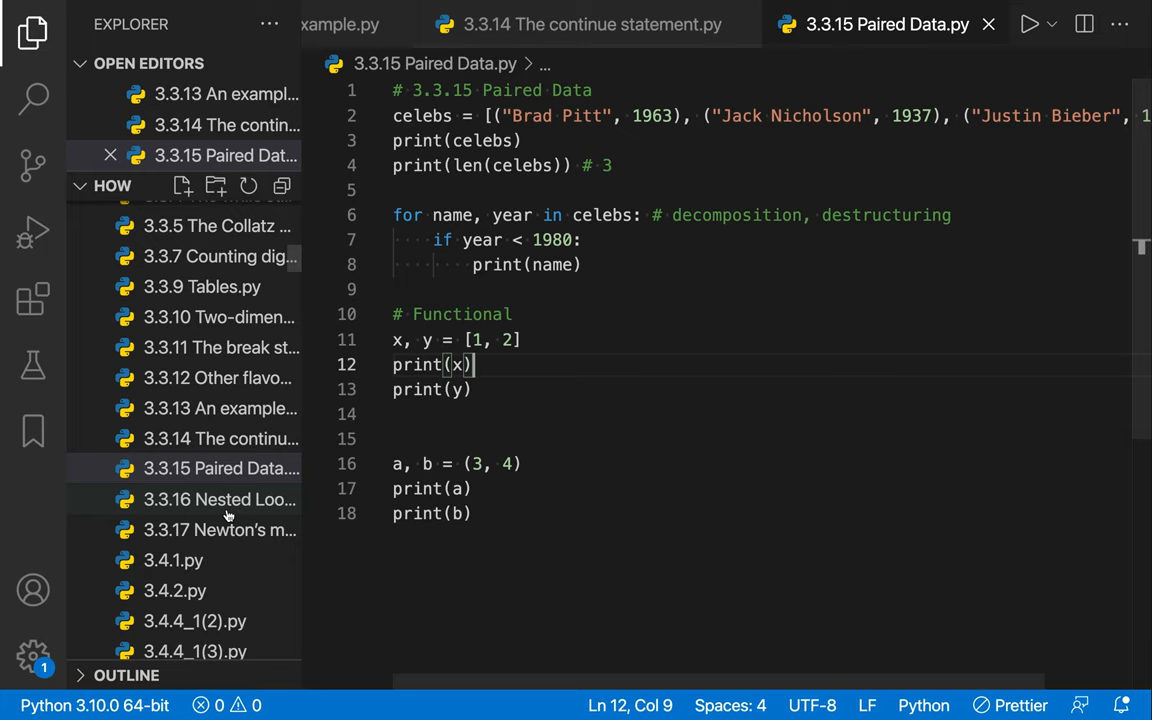 EXPLORER
xample.py
3.3.14 The continue statement.py
3.3.15 Paired Data.py
OPEN EDITORS
3.3.13 An exampl...
3.3.14 The contin...
3.3.15 Paired Dat...
HOW
3.3.5 The Collatz ...
3.3.7 Counting dig...
3.3.9 Tables.py
3.3.10 Two-dimen...
3.3.11 The break st...
3.3.12 Other flavo...
3.3.13 An example...
3.3.14 The continu...
3.3.15 Paired Data....
3.3.16 Nested Loo...
3.3.17 Newton’s m...
3.4.1.py
3.4.2.py
3.4.4_1(2).py
3.4.4_1(3).py
OUTLINE
3.3.15 Paired Data.py > ...
1 # 3.3.15 Paired Data
2 celebs = [("Brad Pitt", 1963), ("Jack Nicholson", 1937), ("Justin Bieber", 1
3 print(celebs)
4 print(len(celebs)) # 3
5
6 for name, year in celebs: # decomposition, destructuring
7 if year < 1980:
8 print(name)
9
10 # Functional
11 x, y = [1, 2]
12 print(x)
13 print(y)
14
15
16 a, b = (3, 4)
17 print(a)
18 print(b)
1
Python 3.10.0 64-bit
0
0
Ln 12, Col 9
Spaces: 4
UTF-8
LF
Python
Prettier